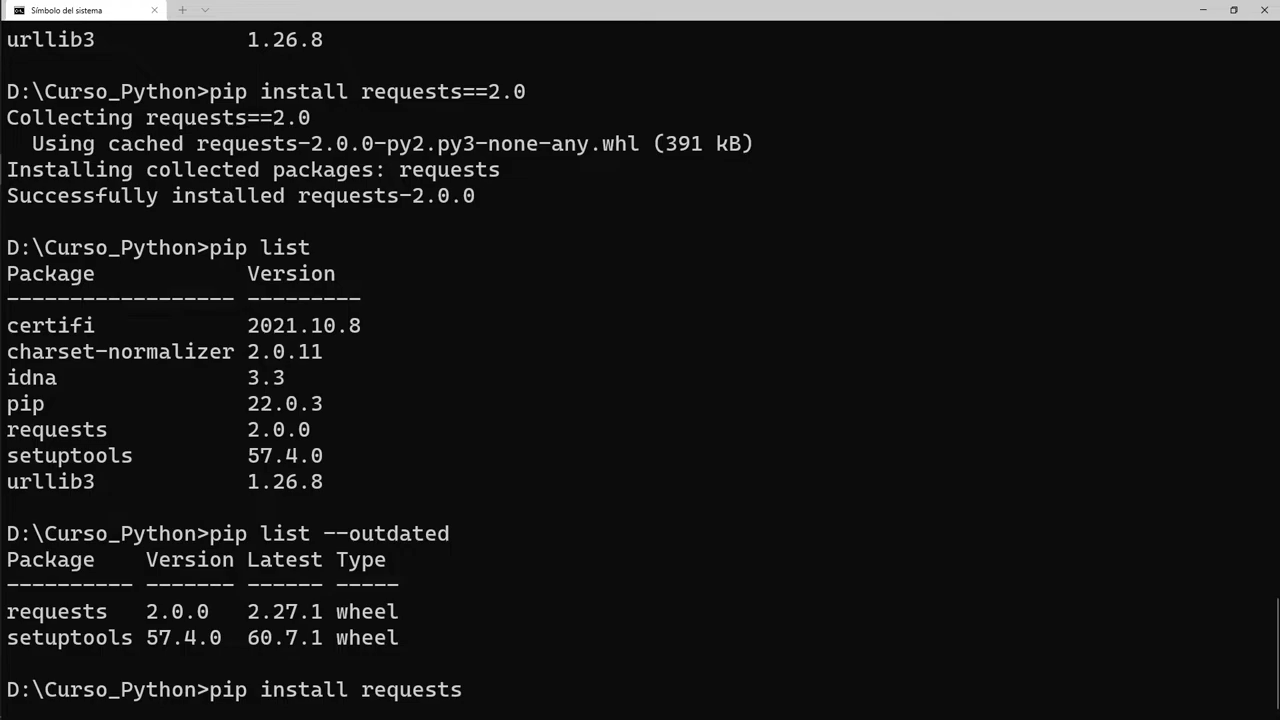 Símbolo del sistema
urllib3            1.26.8
D:\Curso_Python>pip install requests==2.0
Collecting requests==2.0
  Using cached requests-2.0.0-py2.py3-none-any.whl (391 kB)
Installing collected packages: requests
Successfully installed requests-2.0.0
D:\Curso_Python>pip list
Package            Version
------------------ ---------
certifi            2021.10.8
charset-normalizer 2.0.11
idna               3.3
pip                22.0.3
requests           2.0.0
setuptools         57.4.0
urllib3            1.26.8
D:\Curso_Python>pip list --outdated
Package    Version Latest Type
---------- ------- ------ -----
requests   2.0.0   2.27.1 wheel
setuptools 57.4.0  60.7.1 wheel
D:\Curso_Python>pip install requests